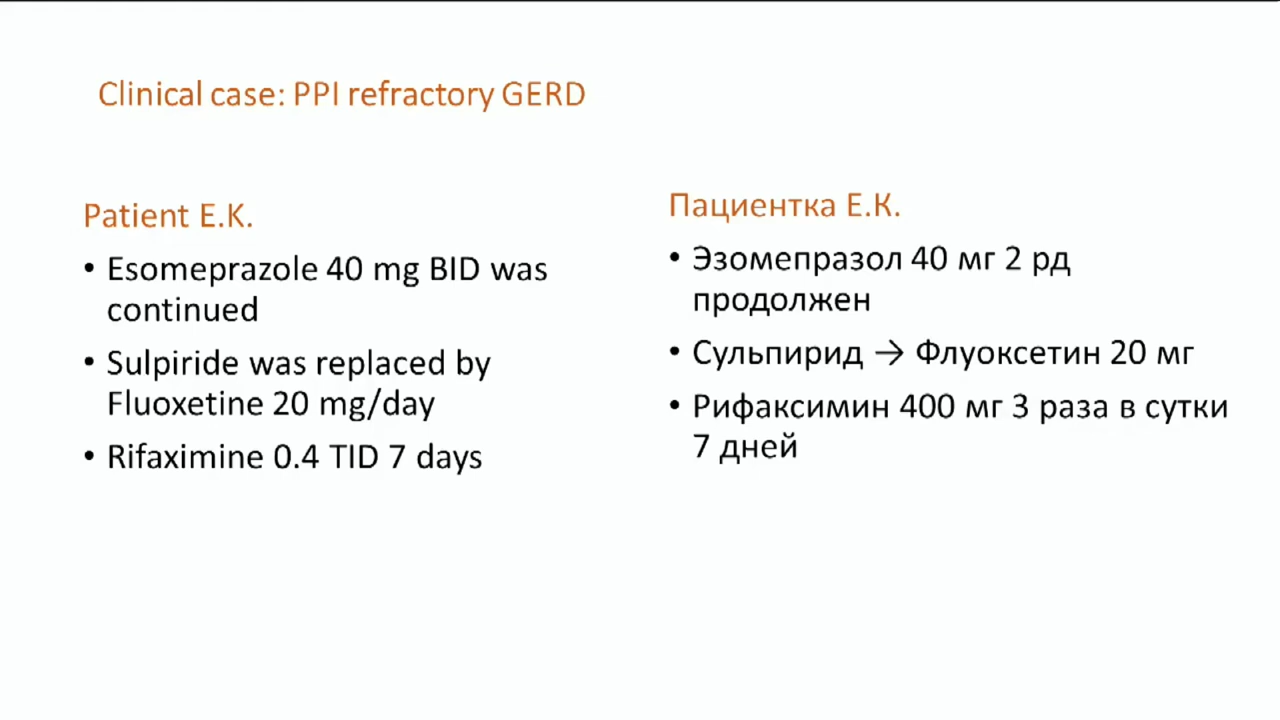 Clinical case: PPI refractory GERD
Patient E.K.
• Esomeprazole 40 mg BID was
continued
• Sulpiride was replaced by
Fluoxetine 20 mg/day
• Rifaximine 0.4 TID 7 days
Пациентка Е.К.
• Эзомепразол 40 мг 2 рд
продолжен
• Сульпирид → Флуоксетин 20 мг
• Рифаксимин 400 мг 3 раза в сутки
7 дней